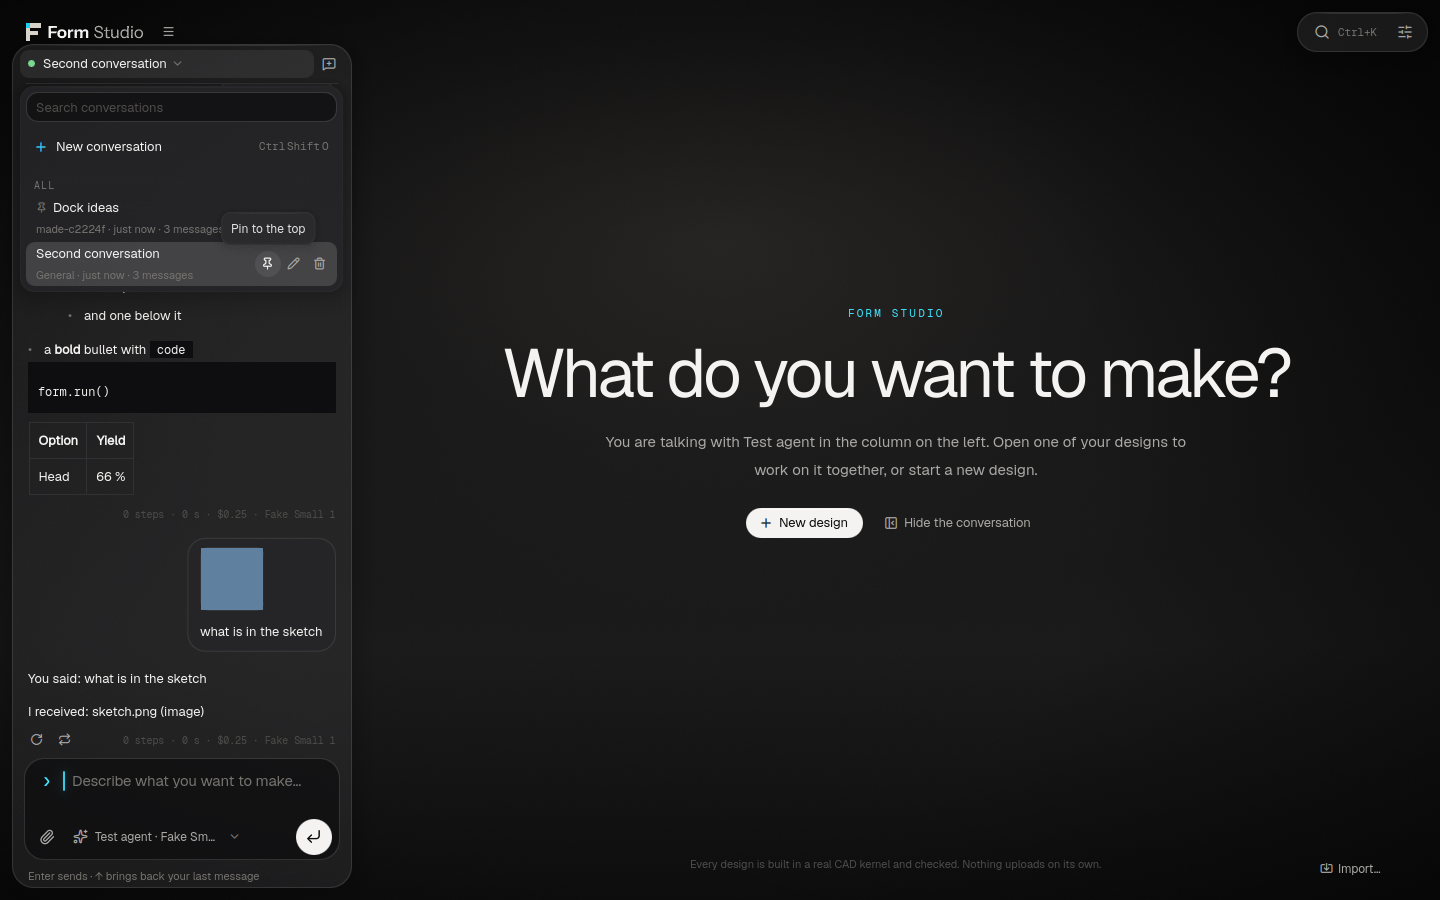 Form Studio
Ctrl+K
Second conversation
Search conversations
New conversation
Ctrl Shift O
ALL
Dock ideas
made-c2224f · just now · 3 messages
Pin to the top
Second conversation
General · just now · 3 messages
and one below it
a bold bullet with code
form.run()
Option Yield
Head 66 %
0 steps · 0 s · $0.25 · Fake Small 1
what is in the sketch
You said: what is in the sketch
I received: sketch.png (image)
0 steps · 0 s · $0.25 · Fake Small 1
Describe what you want to make...
Test agent · Fake Sm...
Enter sends · ↑ brings back your last message
FORM STUDIO
What do you want to make?
You are talking with Test agent in the column on the left. Open one of your designs to
work on it together, or start a new design.
New design
Hide the conversation
Every design is built in a real CAD kernel and checked. Nothing uploads on its own.
Import...